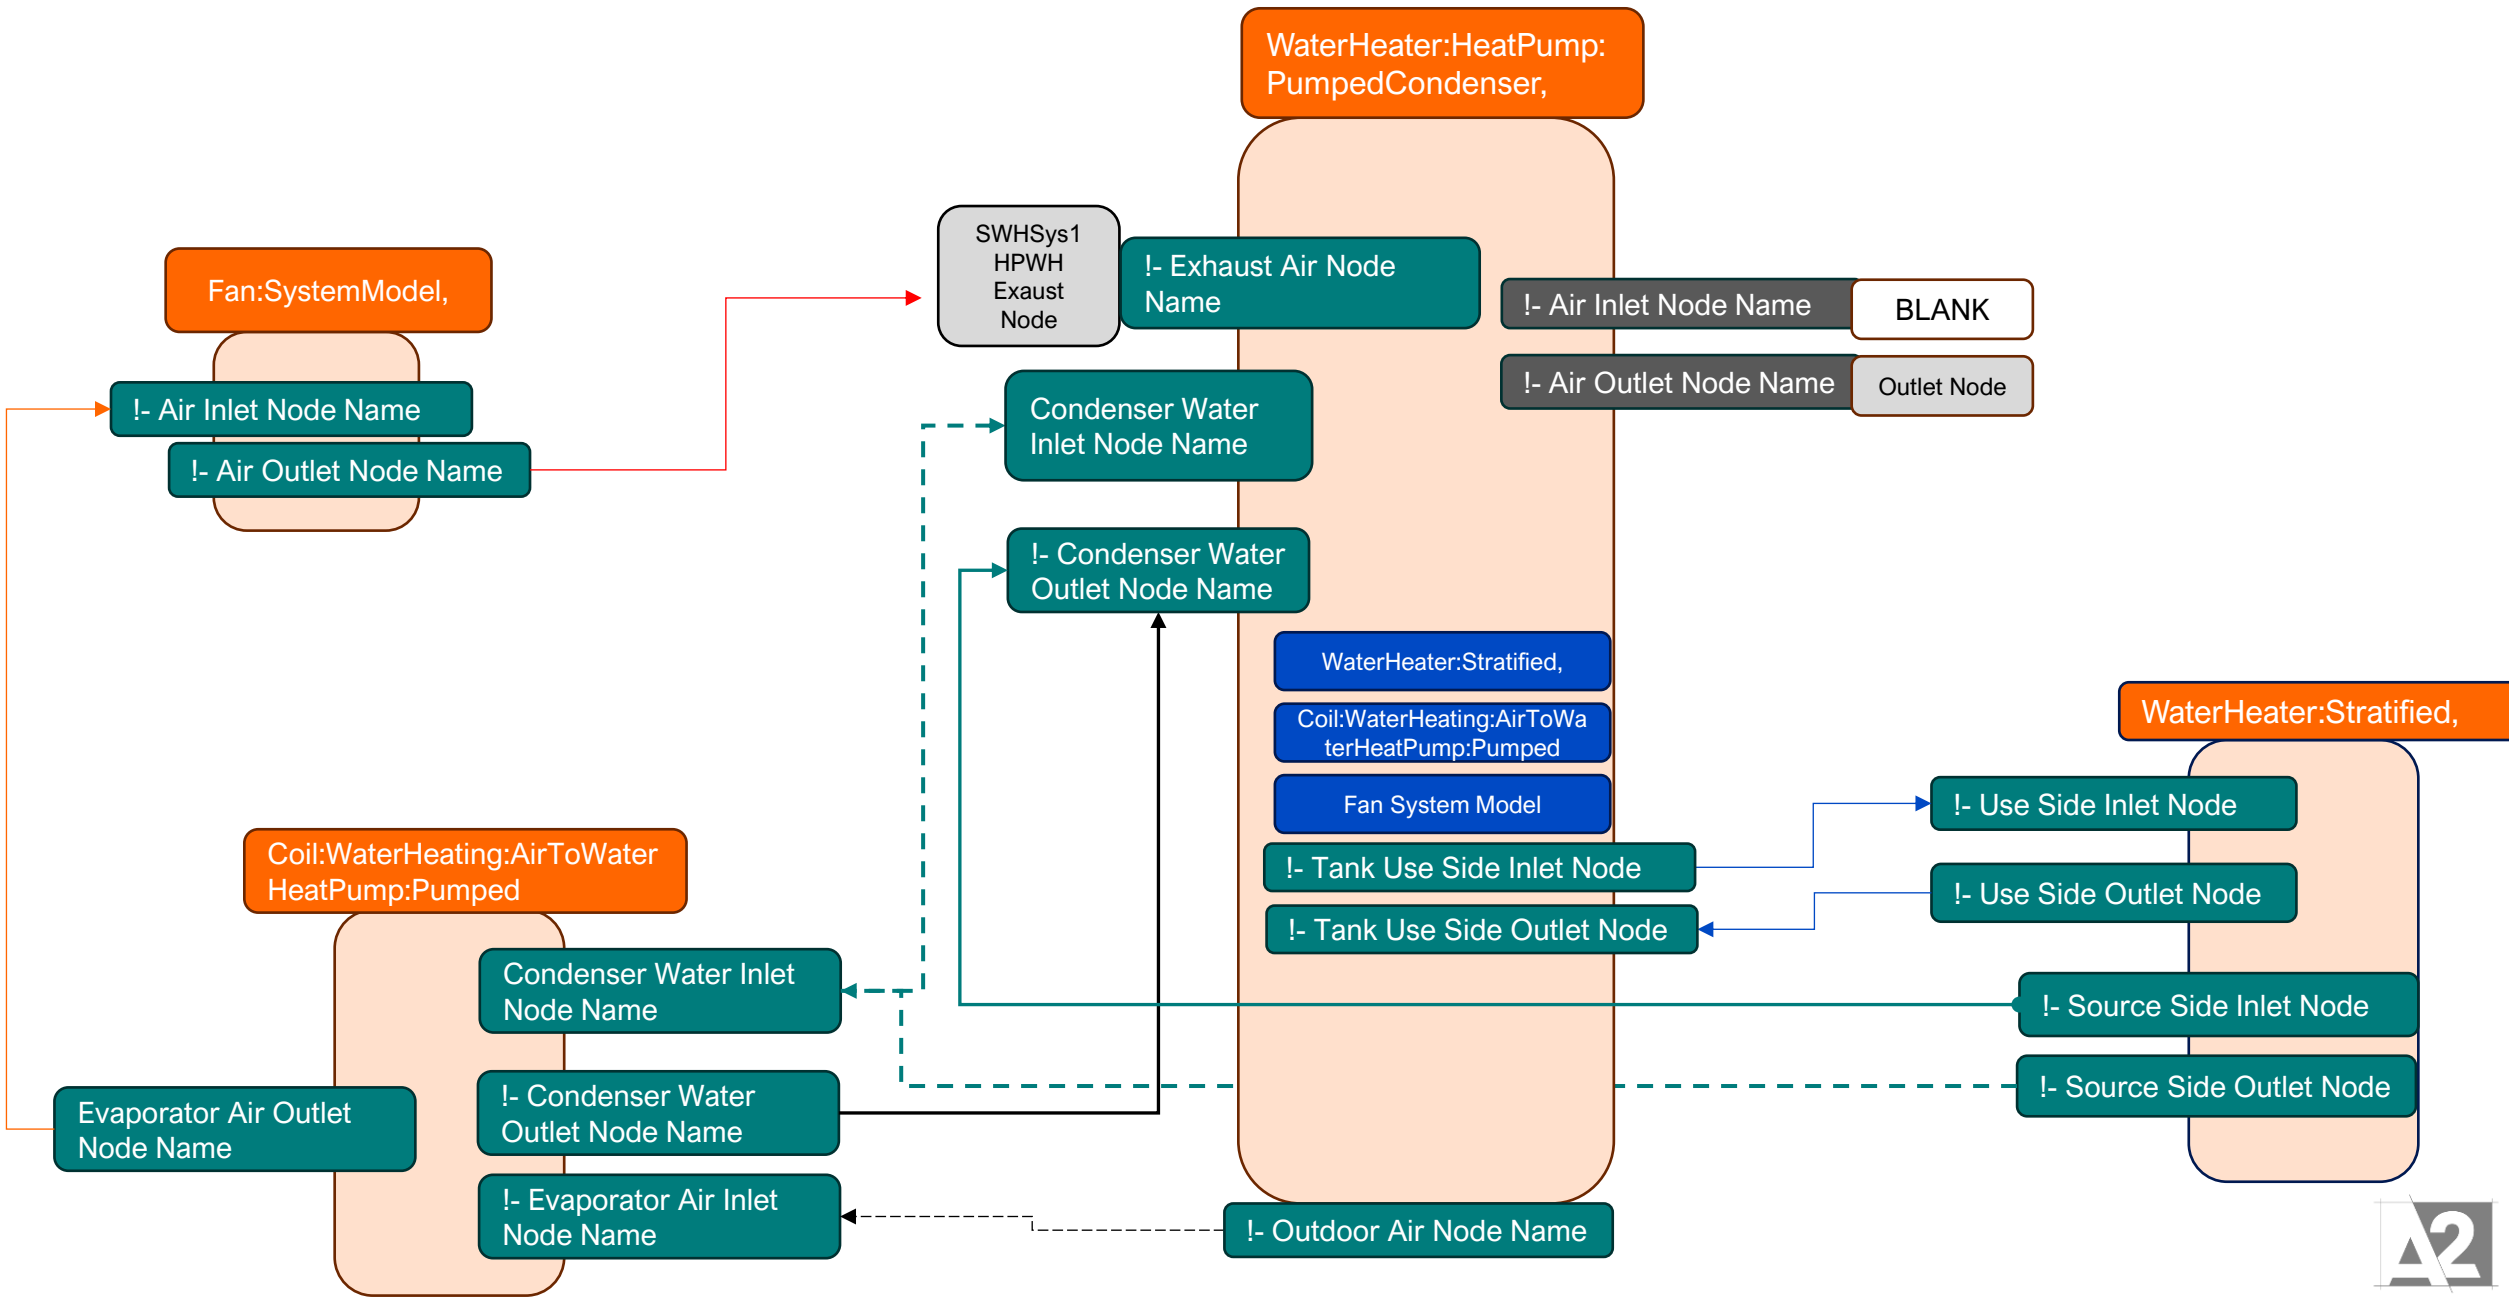 WaterHeater:HeatPump:
PumpedCondenser,
SWHSys1
HPWH
Exaust
Node
!- Exhaust Air Node
Name
Fan:SystemModel,
!- Air Inlet Node Name
BLANK
!- Air Outlet Node Name
Outlet Node
!- Air Inlet Node Name
!- Air Outlet Node Name
Condenser Water
Inlet Node Name
!- Condenser Water
Outlet Node Name
WaterHeater:Stratified,
Coil:WaterHeating:AirToWa
terHeatPump:Pumped
Fan System Model
!- Tank Use Side Inlet Node
!- Tank Use Side Outlet Node
WaterHeater:Stratified,
!- Use Side Inlet Node
!- Use Side Outlet Node
!- Source Side Inlet Node
!- Source Side Outlet Node
Coil:WaterHeating:AirToWater
HeatPump:Pumped
Condenser Water Inlet
Node Name
Evaporator Air Outlet
Node Name
!- Condenser Water
Outlet Node Name
!- Evaporator Air Inlet
Node Name
!- Outdoor Air Node Name
A2